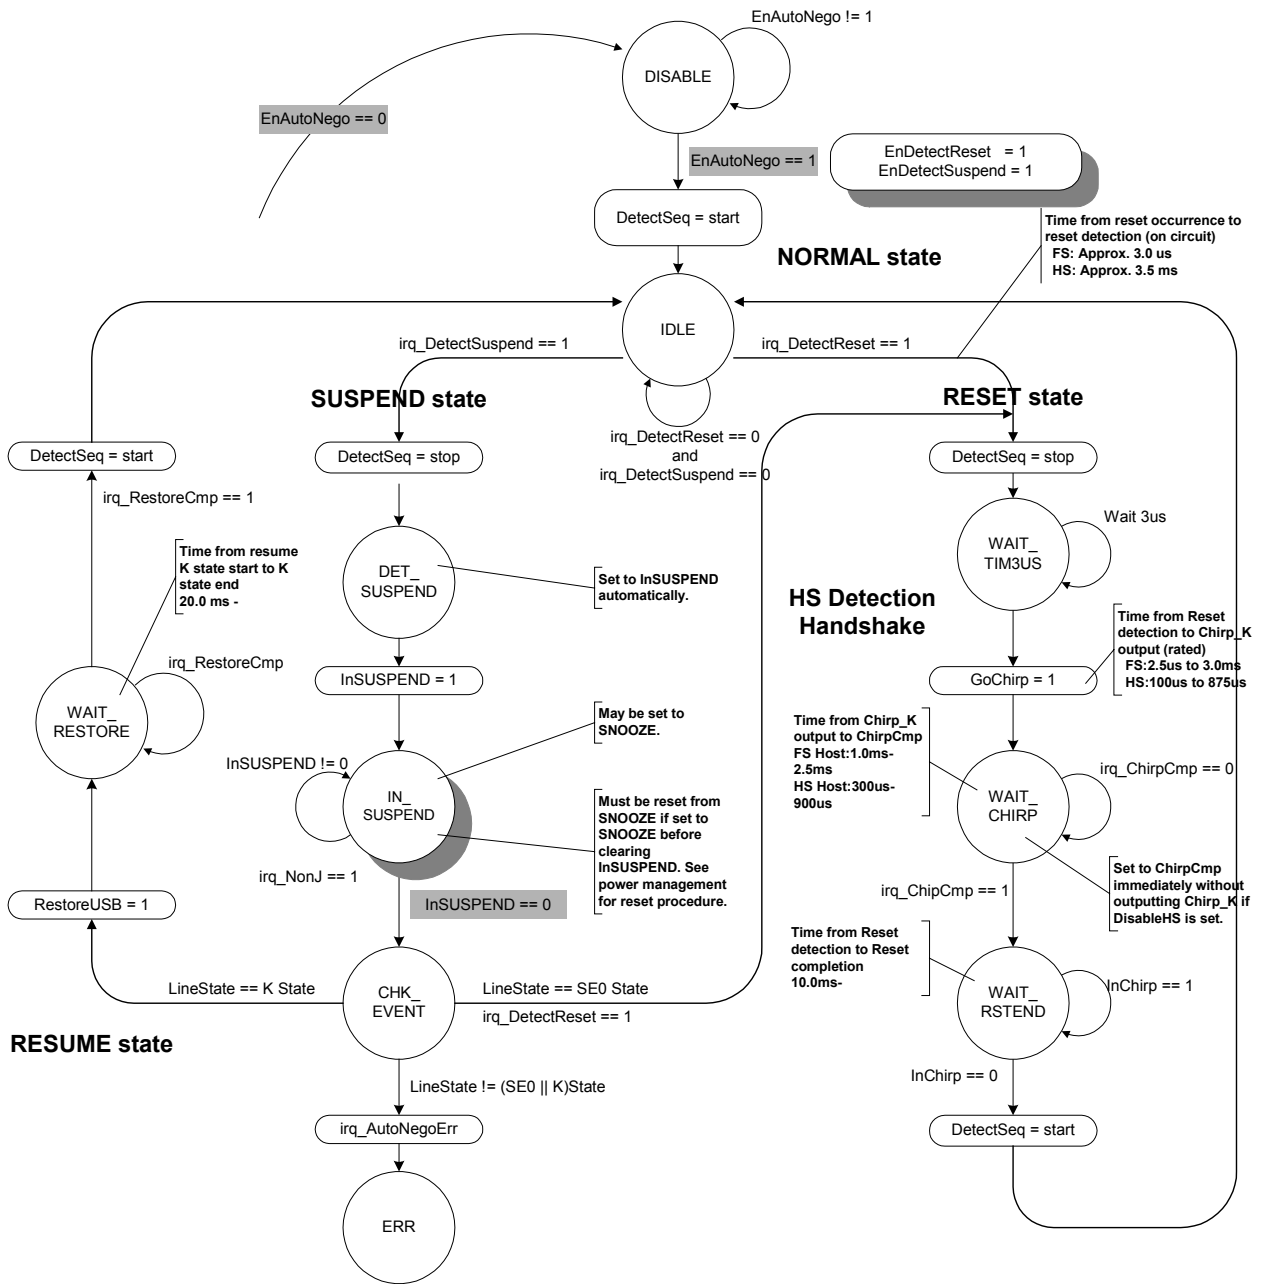 EnAutoNego != 1
DISABLE
EnAutoNego == 0
EnAutoNego == 1
EnDetectReset   = 1
EnDetectSuspend = 1
DetectSeq = start
Time from reset occurrence to
reset detection (on circuit)
FS: Approx. 3.0 us
HS: Approx. 3.5 ms
NORMAL state
IDLE
irq_DetectSuspend == 1
irq_DetectReset == 1
SUSPEND state
RESET state
irq_DetectReset == 0
and
irq_DetectSuspend == 0
DetectSeq = start
DetectSeq = stop
DetectSeq = stop
irq_RestoreCmp == 1
Wait 3us
WAIT_
TIM3US
Time from resume
K state start to K
state end
20.0 ms -
DET_
SUSPEND
Set to InSUSPEND
automatically.
HS Detection
Handshake
Time from Reset
detection to Chirp_K
output (rated)
FS:2.5us to 3.0ms
HS:100us to 875us
irq_RestoreCmp
InSUSPEND = 1
GoChirp = 1
WAIT_
RESTORE
May be set to
SNOOZE.
Time from Chirp_K
output to ChirpCmp
FS Host:1.0ms-
2.5ms
HS Host:300us-
900us
InSUSPEND != 0
irq_ChirpCmp == 0
IN_
SUSPEND
WAIT_
CHIRP
Must be reset from
SNOOZE if set to
SNOOZE before
clearing
InSUSPEND. See
power management
for reset procedure.
irq_NonJ == 1
Set to ChirpCmp
immediately without
outputting Chirp_K if
DisableHS is set.
irq_ChipCmp == 1
RestoreUSB = 1
InSUSPEND == 0
Time from Reset
detection to Reset
completion
10.0ms-
LineState == K State
CHK_
EVENT
LineState == SE0 State
irq_DetectReset == 1
WAIT_
RSTEND
InChirp == 1
RESUME state
InChirp == 0
LineState != (SE0 || K)State
irq_AutoNegoErr
DetectSeq = start
ERR